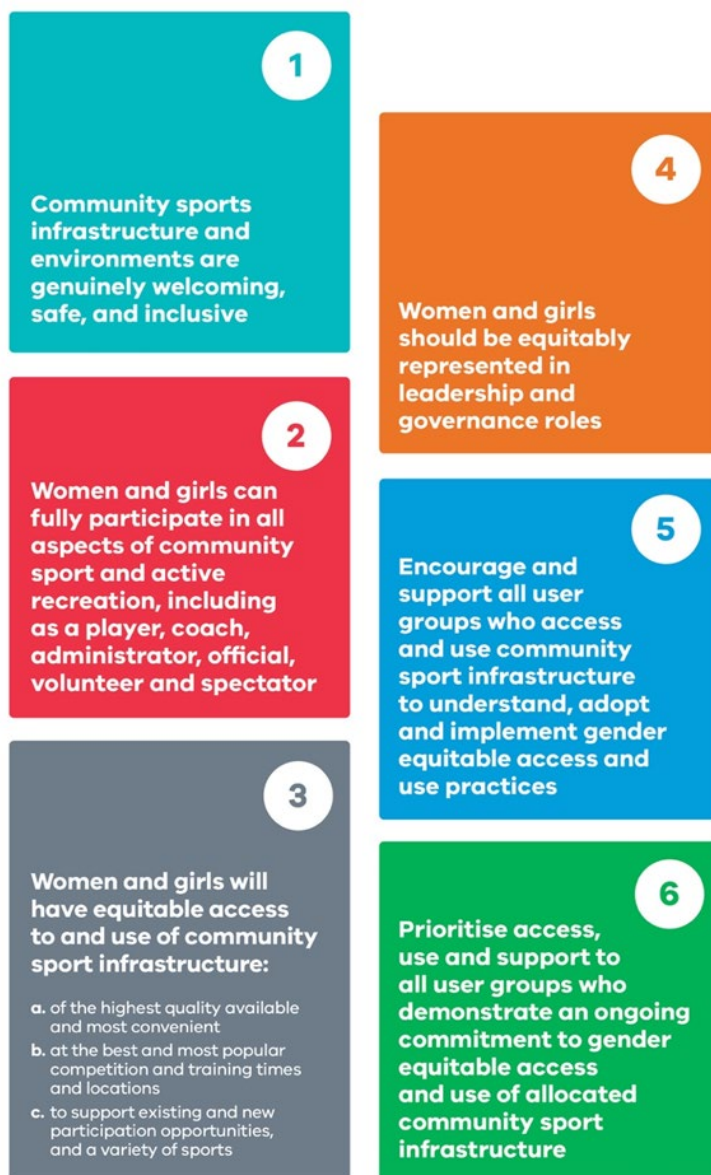 1
Community sports
infrastructure and
environments are
genuinely welcoming,
safe, and inclusive
2
Women and girls can
fully participate in all
aspects of community
sport and active
recreation, including
as a player, coach,
administrator, official,
volunteer and spectator
3
Women and girls will
have equitable access
to and use of community
sport infrastructure:
a. of the highest quality available
and most convenient
b. at the best and most popular
competition and training times
and locations
c. to support existing and new
participation opportunities,
and a variety of sports
4
Women and girls
should be equitably
represented in
leadership and
governance roles
5
Encourage and
support all user
groups who access
and use community
sport infrastructure
to understand, adopt
and implement gender
equitable access and
use practices
6
Prioritise access,
use and support to
all user groups who
demonstrate an ongoing
commitment to gender
equitable access
and use of allocated
community sport
infrastructure